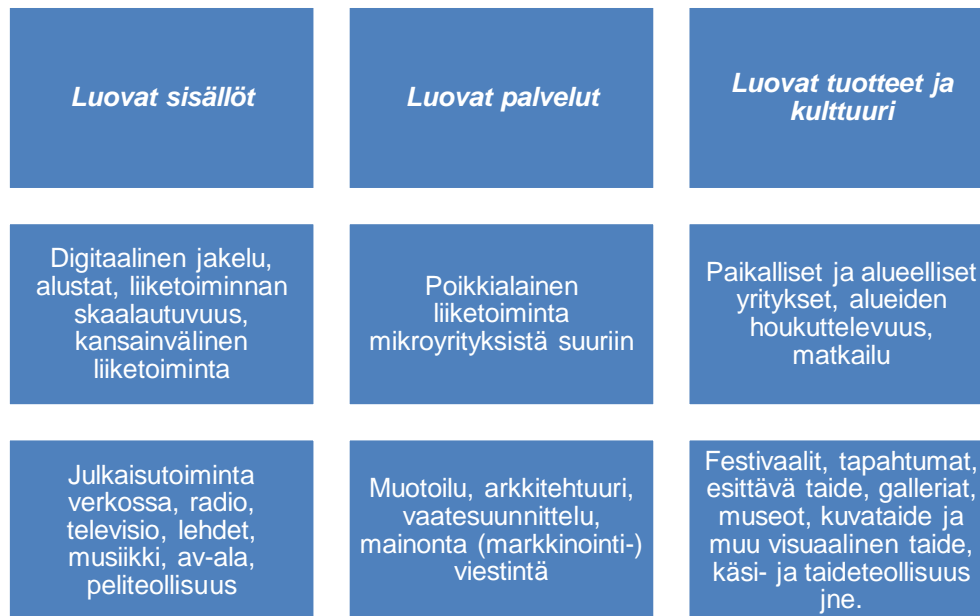 Luovat sisällöt
Luovat palvelut
Luovat tuotteet ja
kulttuuri
Digitaalinen jakelu,
alustat, liiketoiminnan
skaalautuvuus,
kansainvälinen
liiketoiminta
Poikkialainen
liiketoiminta
mikroyrityksistä suuriin
Paikalliset ja alueelliset
yritykset, alueiden
houkuttelevuus,
matkailu
Julkaisutoiminta
verkossa, radio,
televisio, lehdet,
musiikki, av-ala,
peliteollisuus
Muotoilu, arkkitehtuuri,
vaatesuunnittelu,
mainonta (markkinointi-)
viestintä
Festivaalit, tapahtumat,
esittävä taide, galleriat,
museot, kuvataide ja
muu visuaalinen taide,
käsi- ja taideteollisuus
jne.